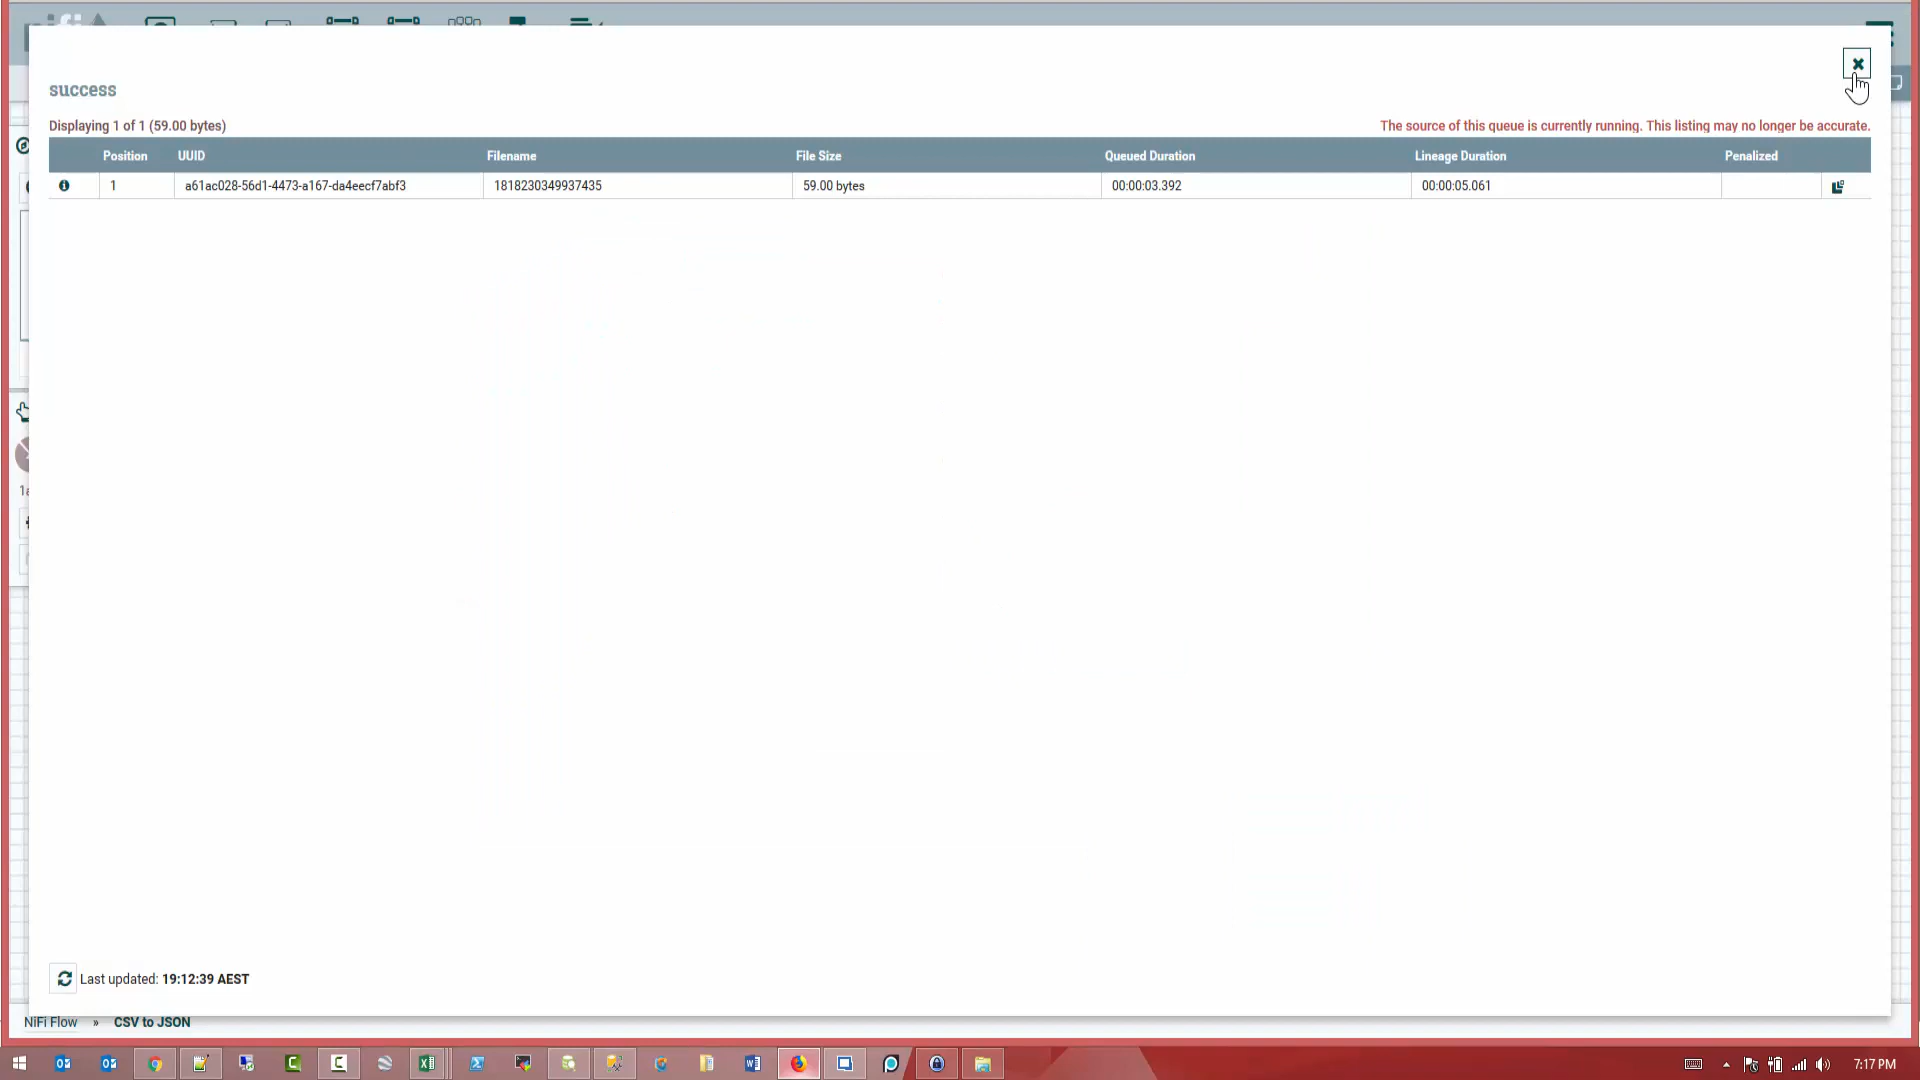 nifi
success
Displaying 1 of 1 (59.00 bytes)
The source of this queue is currently running. This listing may no longer be accurate.
Position UUID Filename File Size Queued Duration Lineage Duration Penalized
1 a61ac028-56d1-4473-a167-da4eecf7abf3 1818230349937435 59.00 bytes 00:00:03.392 00:00:05.061
Last updated: 19:12:39 AEST
NiFi Flow » CSV to JSON
7:17 PM